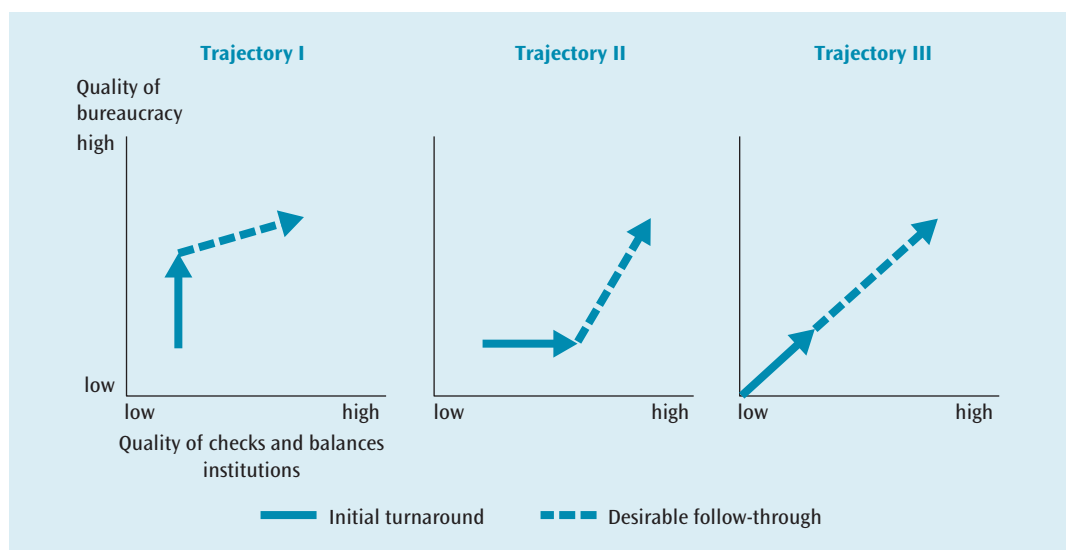 Trajectory I
Trajectory II
Trajectory III
Quality of
bureaucracy
high
low
low
high
low
high
low
high
Quality of checks and balances
institutions
Initial turnaround
Desirable follow-through